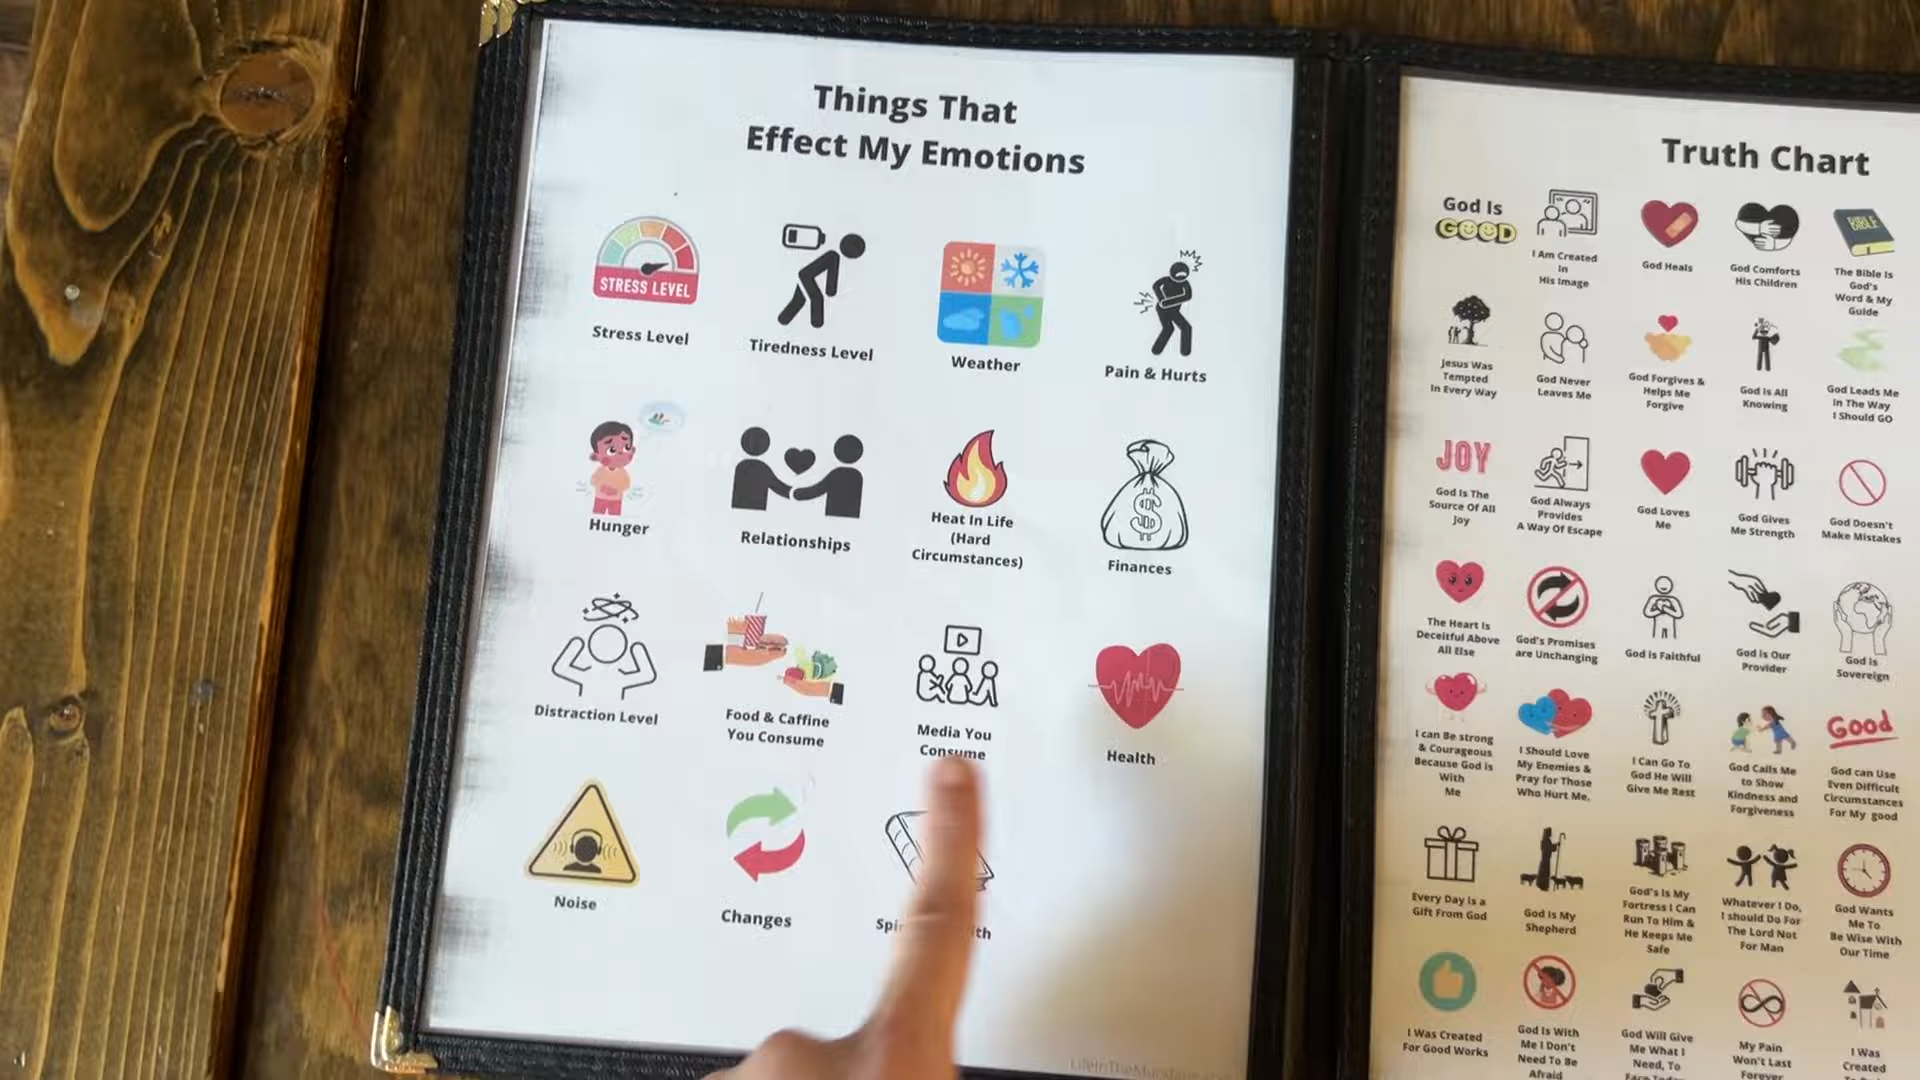 Things That
Effect My Emotions
STRESS LEVEL
Stress Level
Tiredness Level
Weather
Pain & Hurts
Hunger
Relationships
Heat In Life
(Hard
Circumstances)
Finances
Distraction Level
Food & Caffine
You Consume
Media You
Consume
Health
Noise
Changes
Truth Chart
God Is
GOOD
I Am Created
In
His Image
God Heals
God Comforts
His Children
BIBLE
The Bible Is
God's
Word & My
Guide
Jesus Was
Tempted
In Every Way
God Never
Leaves Me
God Forgives &
Helps Me
Forgive
God Is All
Knowing
God Leads Me
In The Way
I Should GO
JOY
God Is The
Source Of All
Joy
God Always
Provides
A Way Of Escape
God Loves
Me
God Gives
Me Strength
God Doesn't
Make Mistakes
The Heart Is
Deceitful Above
All Else
God's Promises
are Unchanging
God is Faithful
God Is Our
Provider
God Is
Sovereign
I can Be strong
& Courageous
Because God Is
With
Me
I Should Love
My Enemies &
Pray for Those
Who Hurt Me.
I Can Go To
God He Will
Give Me Rest
God Calls Me
to Show
Kindness and
Forgiveness
Good
God can Use
Even Difficult
Circumstances
For My good
Every Day Is a
Gift From God
God Is My
Shepherd
God's Is My
Fortress I Can
Run To Him &
He Keeps Me
Safe
Whatever I Do,
I should Do For
The Lord Not
For Man
God Wants
Me To
Be Wise With
Our Time
I Was Created
For Good Works
God Is With
Me I Don't
Need To Be
Afraid
God Will Give
Me What I
Need, To
My Pain
Won't Last
Forever
I Was
Created